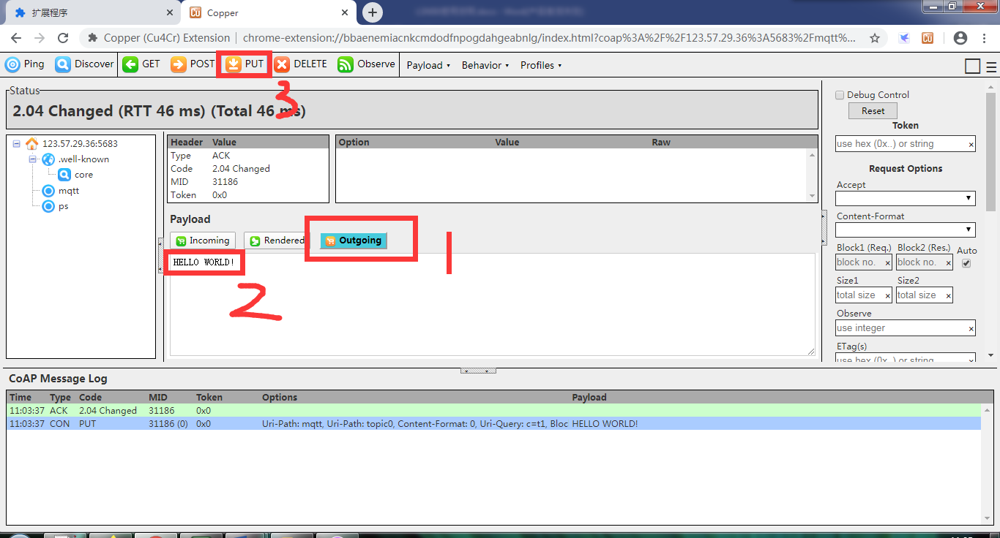 扩展程序
Copper
Copper (Cu4Cr) Extension | chrome-extension://bbaenemiacnkcmdodfnpogdahgeabnlg/index.html?coap%3A%2F%2F123.57.29.36%3A5683%2Fmqtt%...
Ping Discover GET POST PUT DELETE Observe Payload Behavior Profiles
3
Status
2.04 Changed (RTT 46 ms) (Total 46 ms)
123.57.29.36:5683
.well-known
core
mqtt
ps
Header Value
Type ACK
Code 2.04 Changed
MID 31186
Token 0x0
Option Value Raw
Payload
Incoming Rendered Outgoing
1
HELLO WORLD!
2
Debug Control
Reset
Token
use hex (0x..) or string
Request Options
Accept
Content-Format
Block1 (Req.) Block2 (Res.) Auto
block no. block no.
Size1 Size2
total size total size
Observe
use integer
ETag(s)
use hex (0x..) or string
CoAP Message Log
Time Type Code MID Token Options Payload
11:03:37 ACK 2.04 Changed 31186 0x0
11:03:37 CON PUT 31186 (0) 0x0 Uri-Path: mqtt, Uri-Path: topic0, Content-Format: 0, Uri-Query: c=t1, Bloc HELLO WORLD!